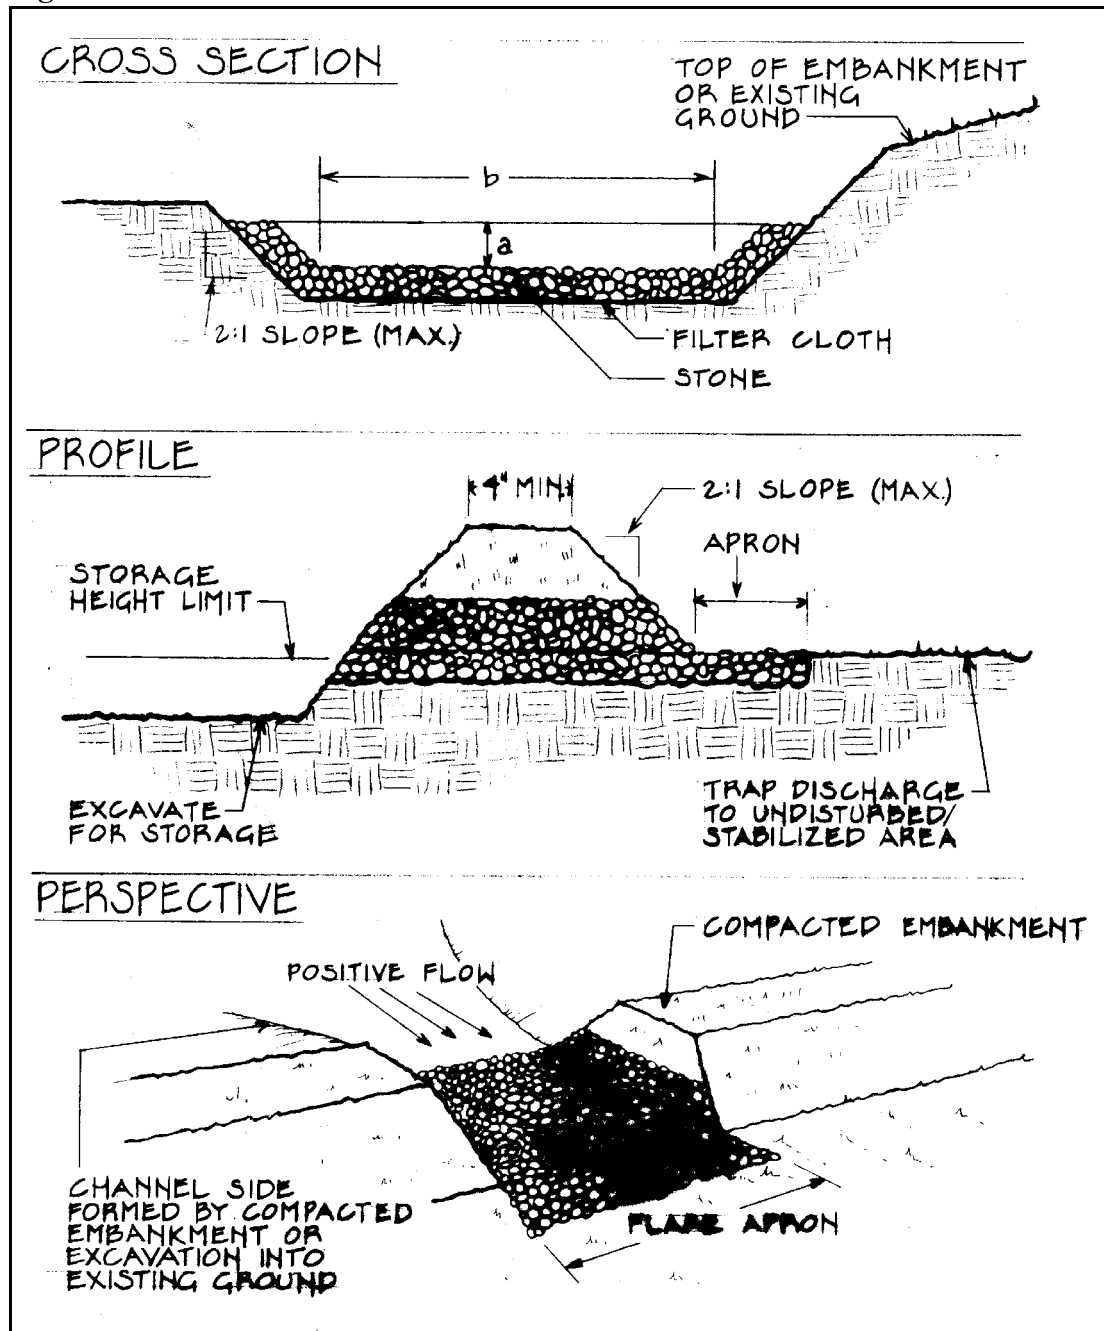 CROSS SECTION
TOP OF EMBANKMENT
OR EXISTING
GROUND
b
a
2:1 SLOPE (MAX.)
FILTER CLOTH
STONE
PROFILE
4" MIN.
2:1 SLOPE (MAX.)
APRON
STORAGE
HEIGHT LIMIT
EXCAVATE
FOR STORAGE
TRAP DISCHARGE
TO UNDISTURBED/
STABILIZED AREA
PERSPECTIVE
COMPACTED EMBANKMENT
POSITIVE FLOW
CHANNEL SIDE
FORMED BY COMPACTED
EMBANKMENT OR
EXCAVATION INTO
EXISTING GROUND
FLARE APRON